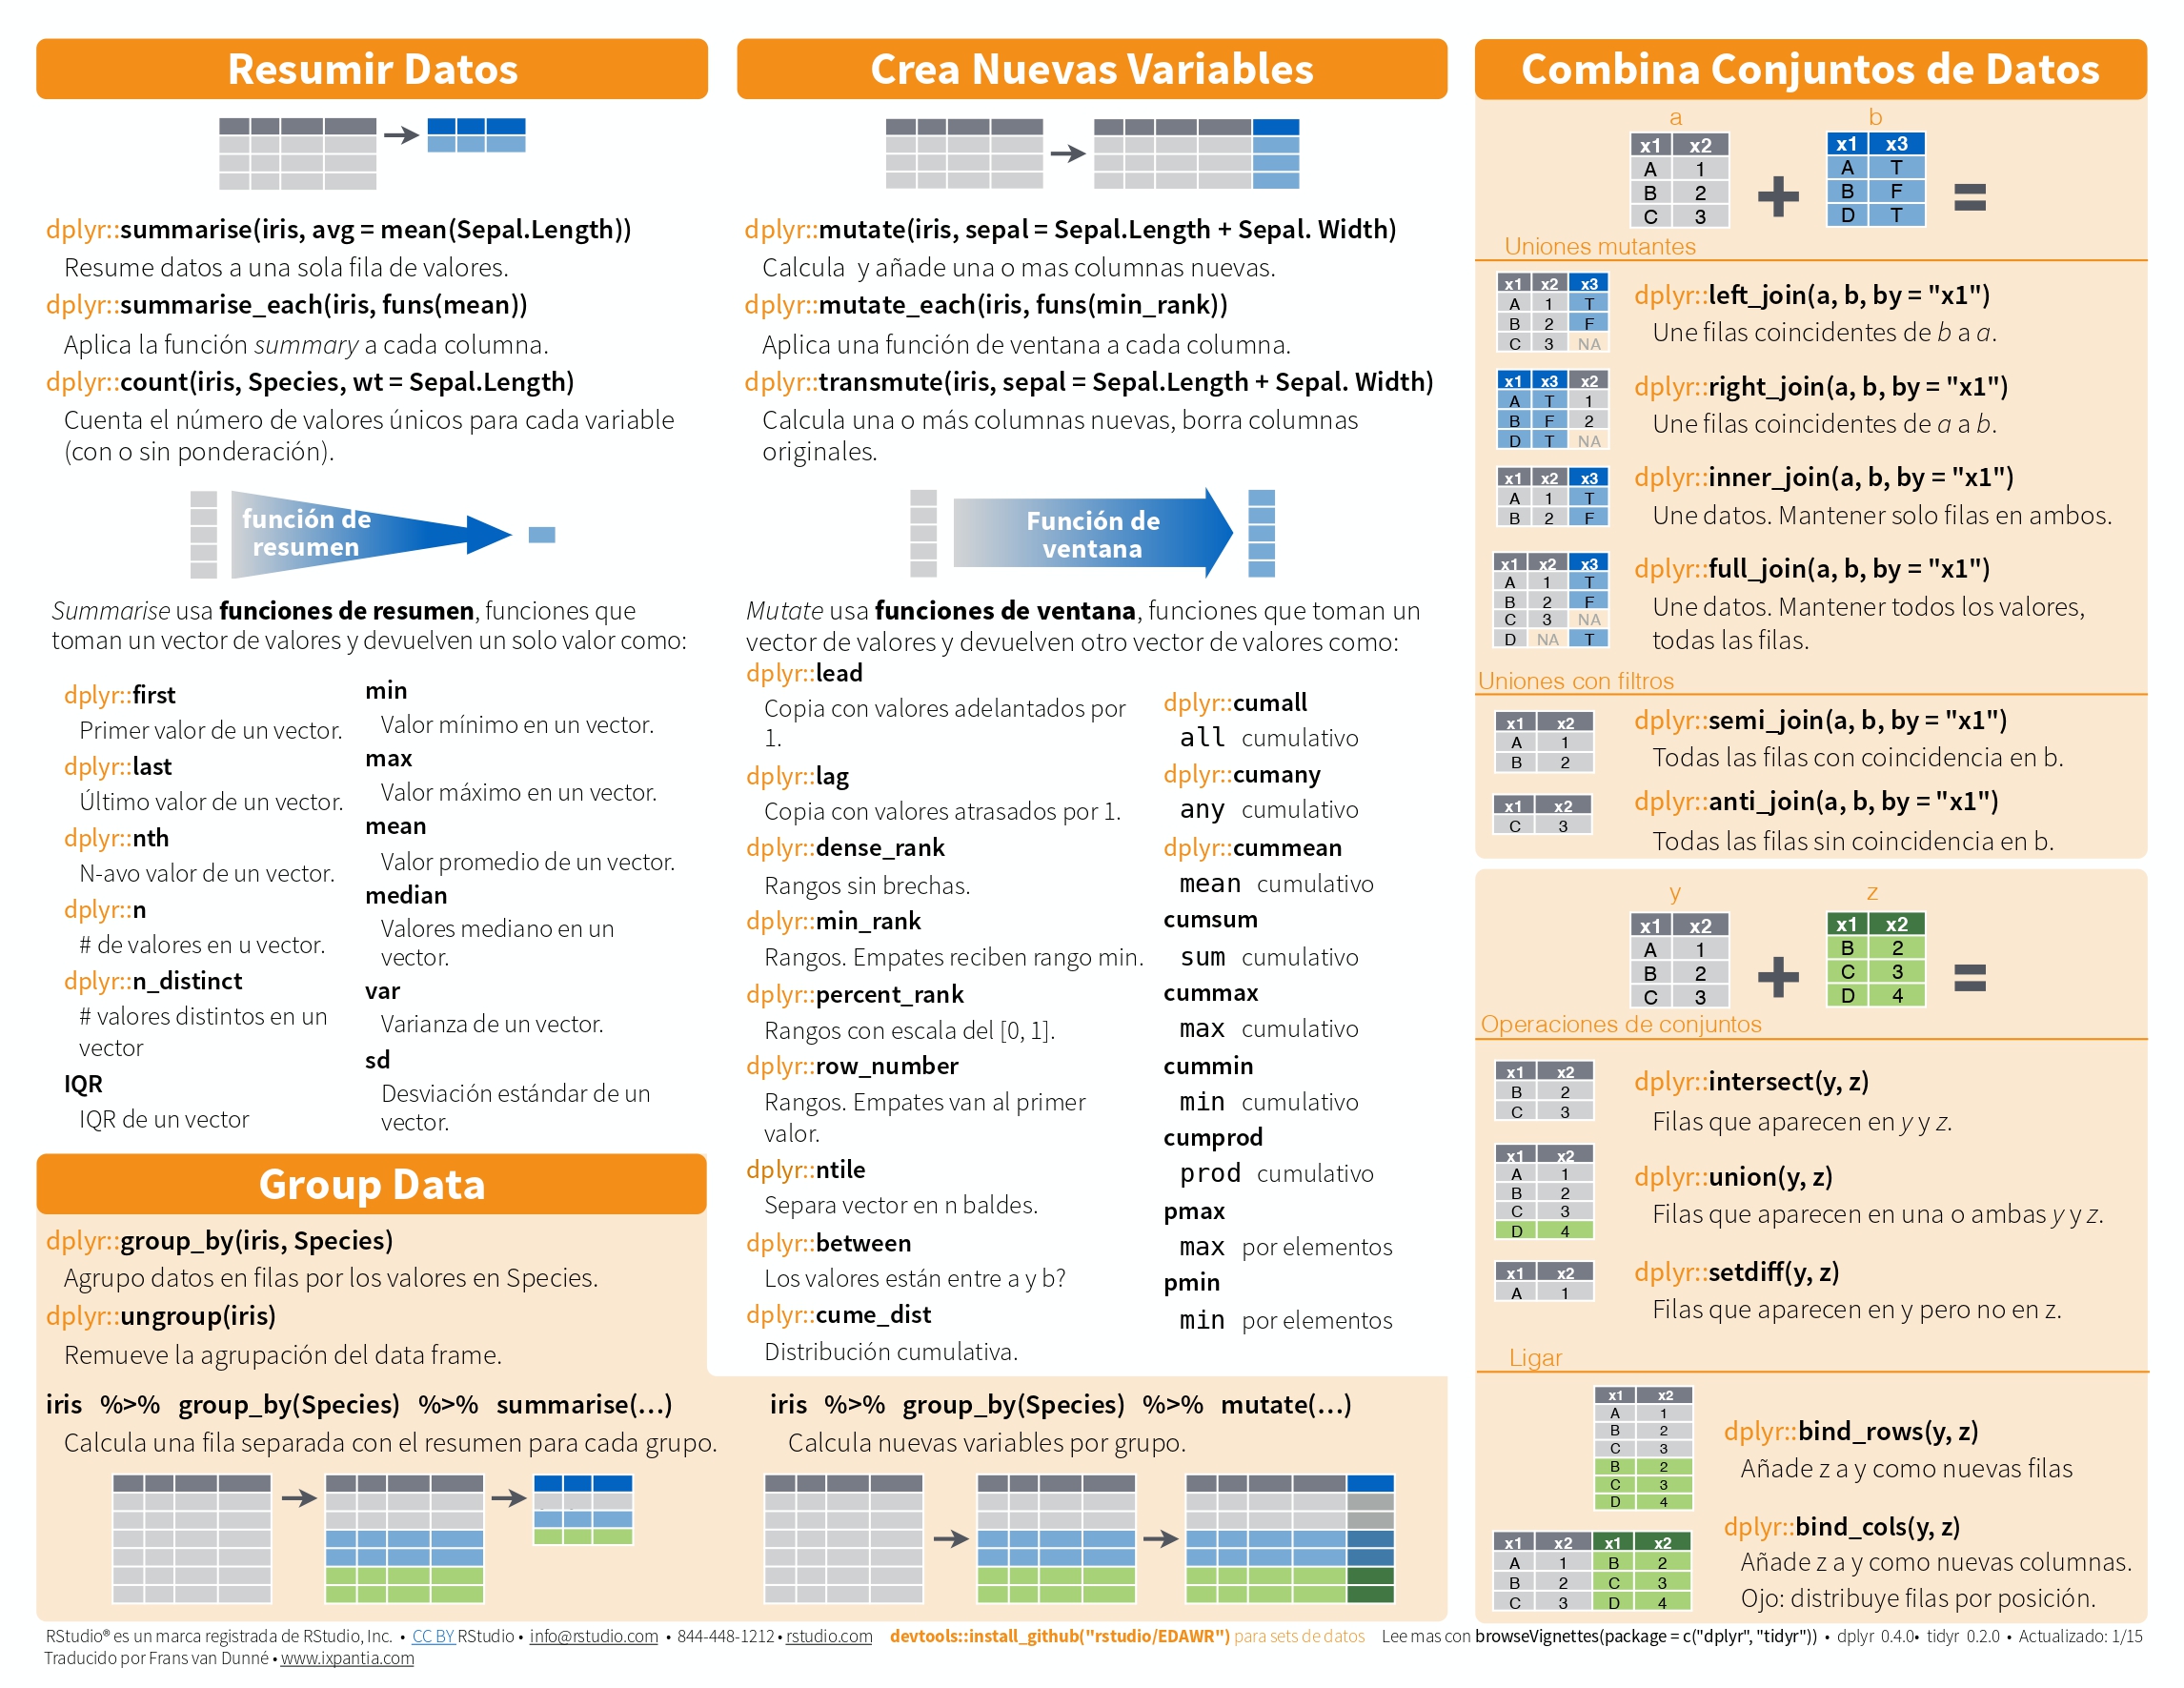 Resumir Datos
dplyr::summarise(iris, avg = mean(Sepal.Length))
Resume datos a una sola fila de valores.
dplyr::summarise_each(iris, funs(mean))
Aplica la función summary a cada columna.
dplyr::count(iris, Species, wt = Sepal.Length)
Cuenta el número de valores únicos para cada variable
(con o sin ponderación).
función de
resumen
Summarise usa funciones de resumen, funciones que
toman un vector de valores y devuelven un solo valor como:
dplyr::first
Primer valor de un vector.
dplyr::last
Último valor de un vector.
dplyr::nth
N-avo valor de un vector.
dplyr::n
# de valores en u vector.
dplyr::n_distinct
# valores distintos en un
vector
IQR
IQR de un vector
min
Valor mínimo en un vector.
max
Valor máximo en un vector.
mean
Valor promedio de un vector.
median
Valores mediano en un
vector.
var
Varianza de un vector.
sd
Desviación estándar de un
vector.
Group Data
dplyr::group_by(iris, Species)
Agrupo datos en filas por los valores en Species.
dplyr::ungroup(iris)
Remueve la agrupación del data frame.
iris %>% group_by(Species) %>% summarise(…)
Calcula una fila separada con el resumen para cada grupo.
Crea Nuevas Variables
dplyr::mutate(iris, sepal = Sepal.Length + Sepal. Width)
Calcula y añade una o mas columnas nuevas.
dplyr::mutate_each(iris, funs(min_rank))
Aplica una función de ventana a cada columna.
dplyr::transmute(iris, sepal = Sepal.Length + Sepal. Width)
Calcula una o más columnas nuevas, borra columnas
originales.
Función de
ventana
Mutate usa funciones de ventana, funciones que toman un
vector de valores y devuelven otro vector de valores como:
dplyr::lead
Copia con valores adelantados por
1.
dplyr::lag
Copia con valores atrasados por 1.
dplyr::dense_rank
Rangos sin brechas.
dplyr::min_rank
Rangos. Empates reciben rango min.
dplyr::percent_rank
Rangos con escala del [0, 1].
dplyr::row_number
Rangos. Empates van al primer
valor.
dplyr::ntile
Separa vector en n baldes.
dplyr::between
Los valores están entre a y b?
dplyr::cume_dist
Distribución cumulativa.
dplyr::cumall
all cumulativo
dplyr::cumany
any cumulativo
dplyr::cummean
mean cumulativo
cumsum
sum cumulativo
cummax
max cumulativo
cummin
min cumulativo
cumprod
prod cumulativo
pmax
max por elementos
pmin
min por elementos
iris %>% group_by(Species) %>% mutate(…)
Calcula nuevas variables por grupo.
Combina Conjuntos de Datos
a b
x1 x2 x1 x3
A 1 A T
B 2 + B F =
C 3 D T
Uniones mutantes
x1 x2 x3
A 1 T
B 2 F
C 3 NA
dplyr::left_join(a, b, by = "x1")
Une filas coincidentes de b a a.
x1 x3 x2
A T 1
B F 2
D T NA
dplyr::right_join(a, b, by = "x1")
Une filas coincidentes de a a b.
x1 x2 x3
A 1 T
B 2 F
dplyr::inner_join(a, b, by = "x1")
Une datos. Mantener solo filas en ambos.
x1 x2 x3
A 1 T
B 2 F
C 3 NA
D NA T
dplyr::full_join(a, b, by = "x1")
Une datos. Mantener todos los valores,
todas las filas.
Uniones con filtros
x1 x2
A 1
B 2
dplyr::semi_join(a, b, by = "x1")
Todas las filas con coincidencia en b.
x1 x2
C 3
dplyr::anti_join(a, b, by = "x1")
Todas las filas sin coincidencia en b.
y z
x1 x2 x1 x2
A 1 B 2
B 2 + C 3 =
C 3 D 4
Operaciones de conjuntos
x1 x2
B 2
C 3
dplyr::intersect(y, z)
Filas que aparecen en y y z.
x1 x2
A 1
B 2
C 3
D 4
dplyr::union(y, z)
Filas que aparecen en una o ambas y y z.
x1 x2
A 1
dplyr::setdiff(y, z)
Filas que aparecen en y pero no en z.
Ligar
x1 x2
A 1
B 2
C 3
B 2
C 3
D 4
dplyr::bind_rows(y, z)
Añade z a y como nuevas filas
x1 x2 x1 x2
A 1 B 2
B 2 C 3
C 3 D 4
dplyr::bind_cols(y, z)
Añade z a y como nuevas columnas.
Ojo: distribuye filas por posición.
RStudio® es un marca registrada de RStudio, Inc. • CC BY RStudio • info@rstudio.com • 844-448-1212 • rstudio.com devtools::install_github("rstudio/EDAWR") para sets de datos Lee mas con browseVignettes(package = c("dplyr", "tidyr")) • dplyr 0.4.0• tidyr 0.2.0 • Actualizado: 1/15
Traducido por Frans van Dunné • www.ixpantia.com